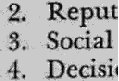 2. Reput
3. Social
4. Decisi